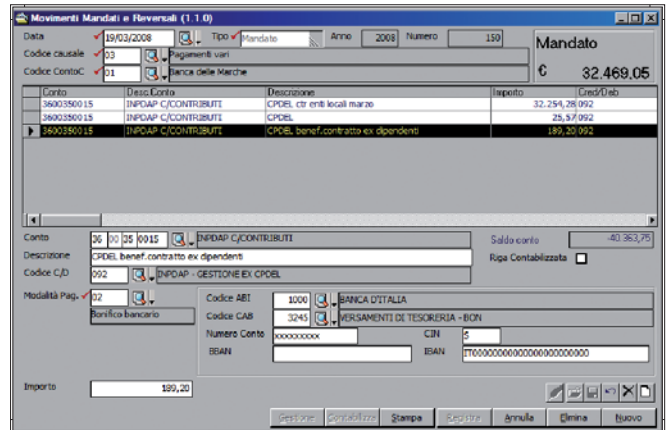 Movimenti Mandati e Reversali (1.1.0)
Data 19/03/2008 Tipo Mandato Anno 2008 Numero 150 Mandato
Codice causale 03 Pagamenti vari
Codice ContoC 01 Banca delle Marche € 32.469,05
Conto Desc.Conto Descrizione Importo Cred/Deb
3600350015 INPDAP C/CONTRIBUTI CPDEL ctr enti locali marzo 32.254,28 092
3600350015 INPDAP C/CONTRIBUTI CPDEL 25,57 092
3600350015 INPDAP C/CONTRIBUTI CPDEL benef.contratto ex dipendenti 189,20 092
Conto 36 00 35 0015 INPDAP C/CONTRIBUTI Saldo conto -40.363,75
Descrizione CPDEL benef.contratto ex dipendenti Riga Contabilizzata
Codice C/D 092 INPDAP - GESTIONE EX CPDEL
Modalità Pag. 02 Codice ABI 1000 BANCA D'ITALIA
Bonifico bancario Codice CAB 3245 VERSAMENTI DI TESORERIA - BON
Numero Conto xxxxxxxxx CIN 5
BBAN IBAN IT0000000000000000000000000
Importo 189,20
Gestione Contabilizza Stampa Registra Annulla Elimina Nuovo